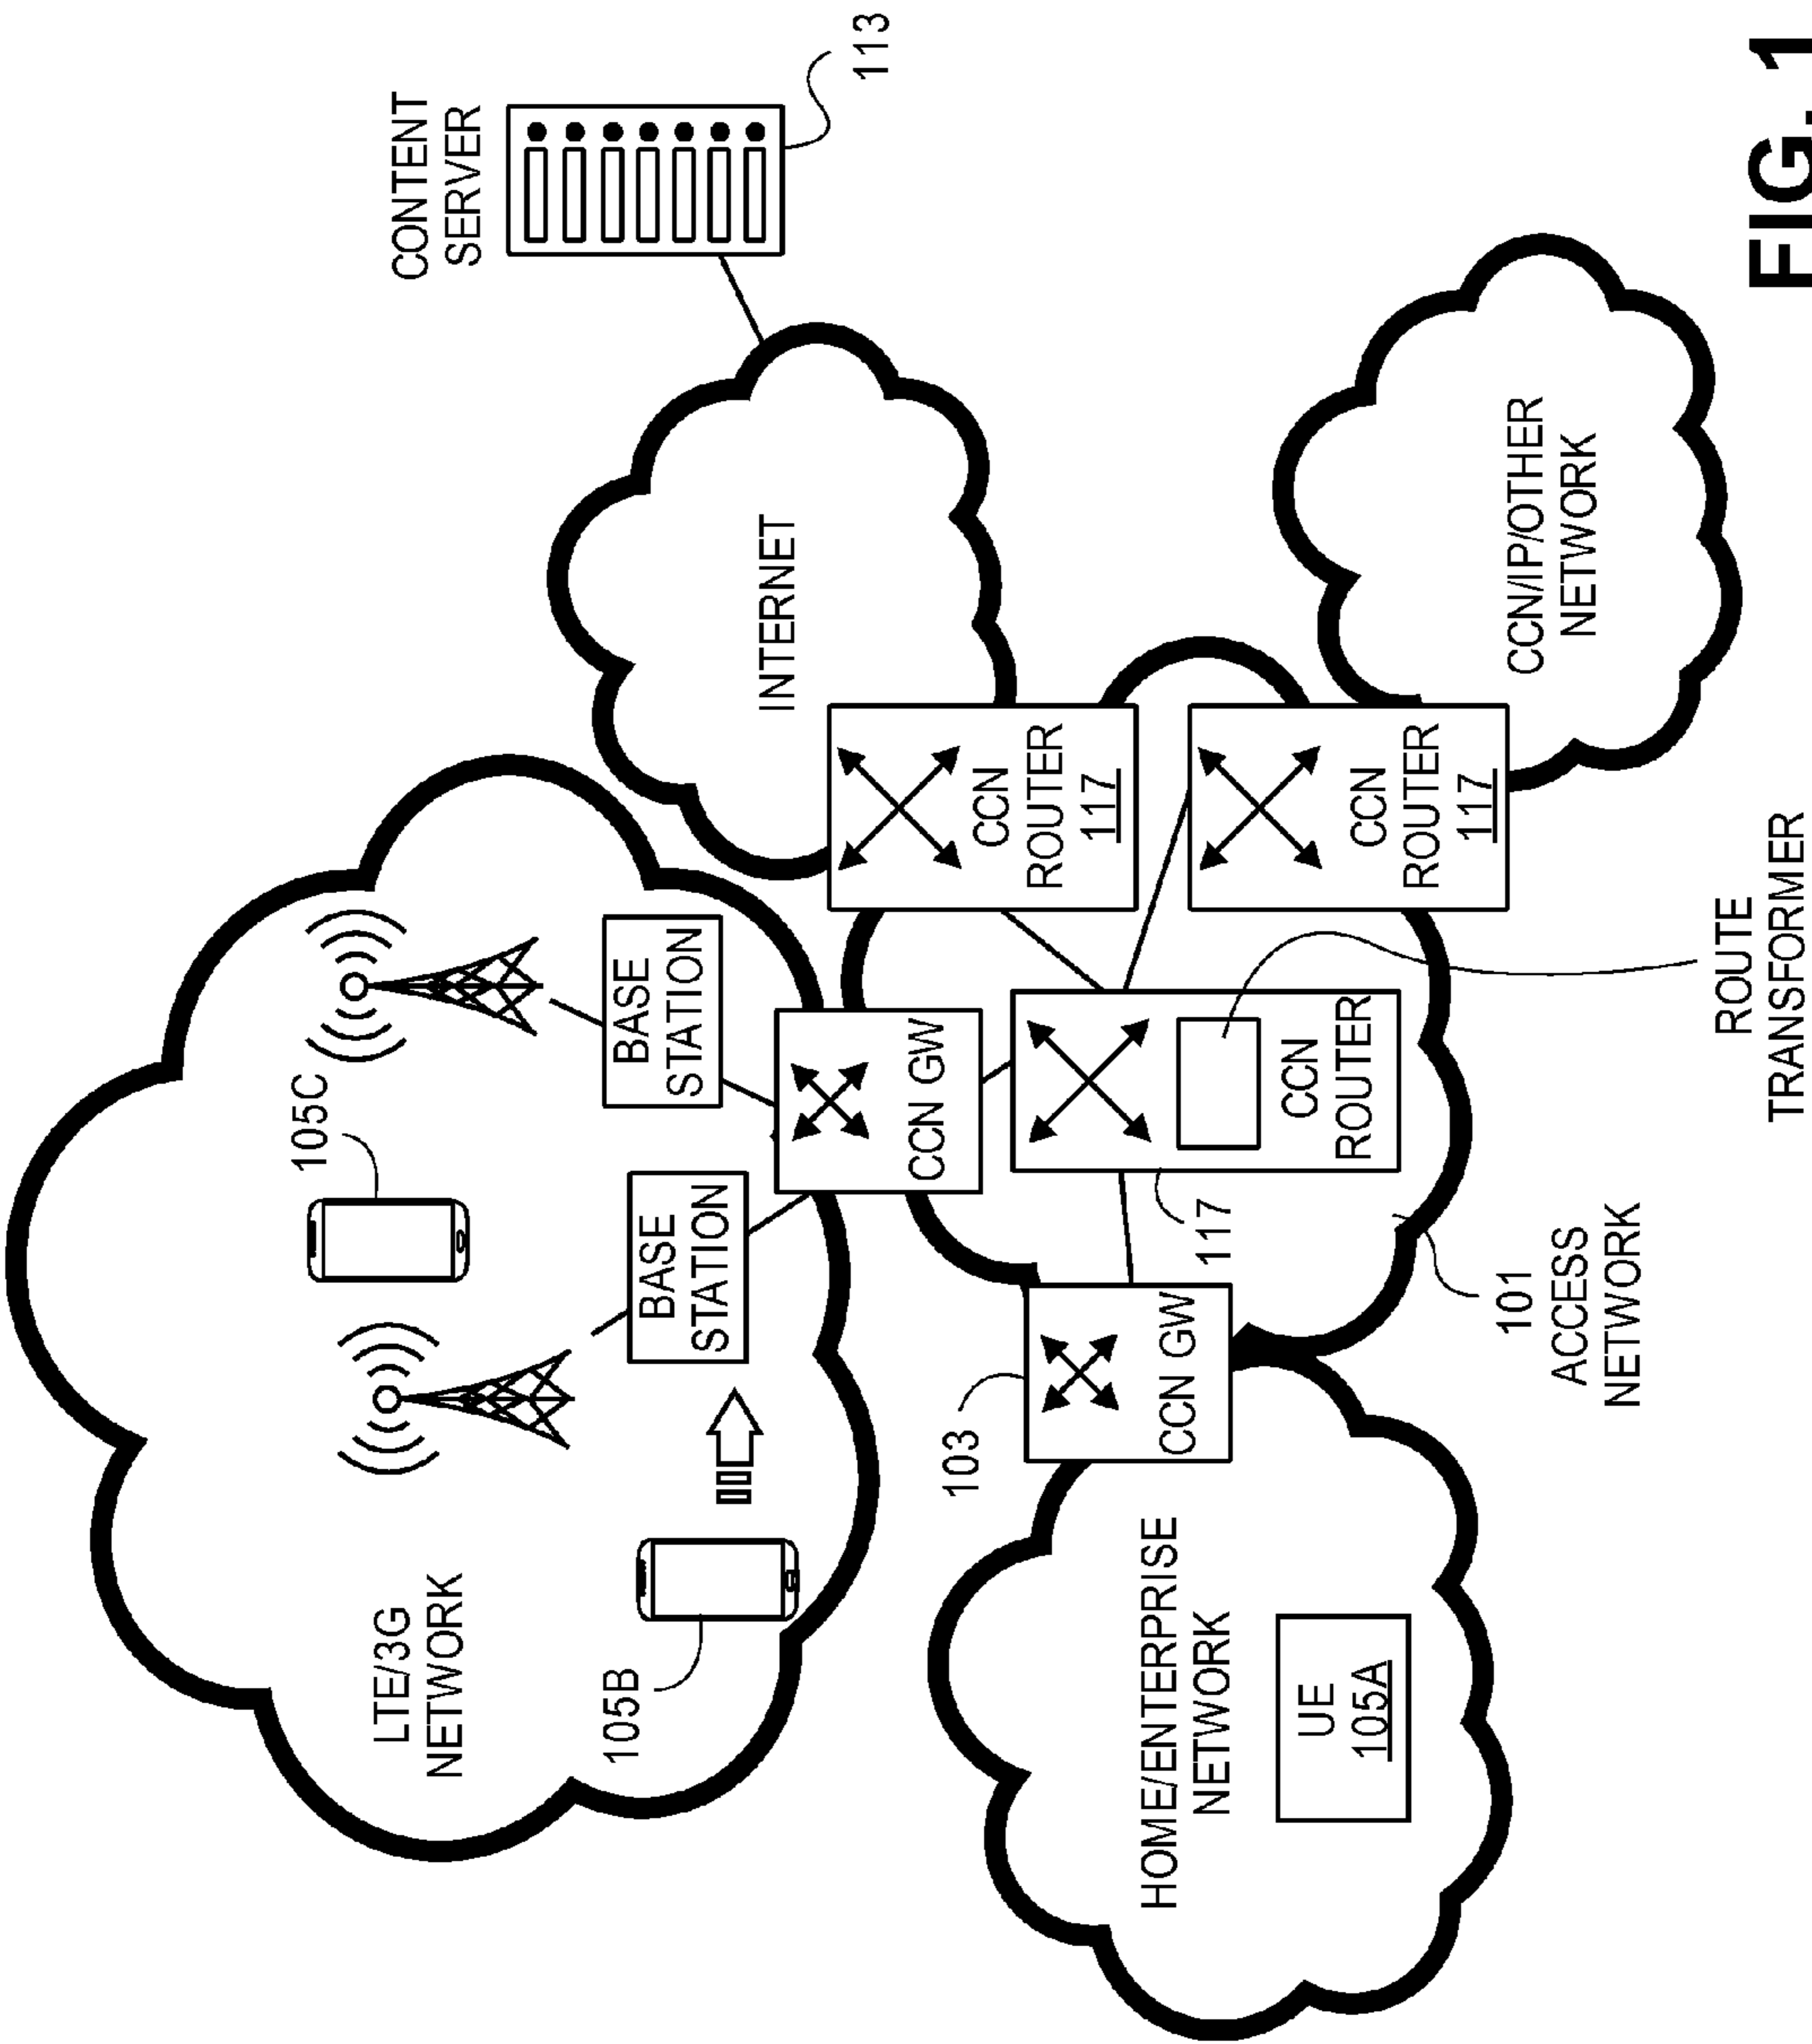 LTE/3G
NETWORK
105C
105B
BASE
STATION
BASE
STATION
CONTENT
SERVER
113
INTERNET
CCN GW
103
CCN GW
HOME/ENTERPRISE
NETWORK
UE
105A
117
CCN
ROUTER
CCN
ROUTER
117
CCN
ROUTER
117
CCN/IP/OTHER
NETWORK
101
ACCESS
NETWORK
ROUTE
TRANSFORMER
FIG. 1